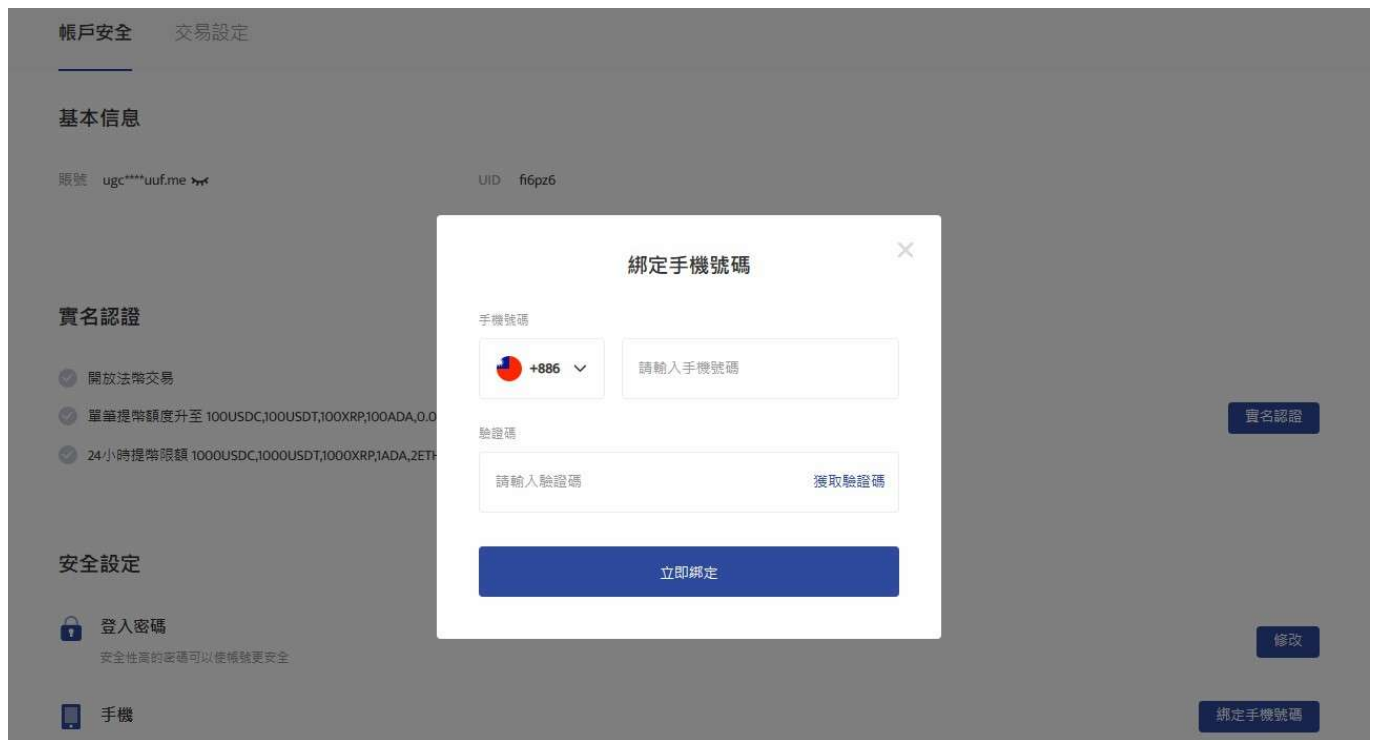 帳戶安全 交易設定
基本信息
賬號 ugc****uuf.me UID fi6pz6
綁定手機號碼
手機號碼
+886 請輸入手機號碼
驗證碼
請輸入驗證碼 獲取驗證碼
立即綁定
實名認證
開放法幣交易
單筆提幣額度升至 100USDC,100USDT,100XRP,100ADA,0.0
24小時提幣限額 1000USDC,1000USDT,1000XRP,1ADA,2ETH
實名認證
安全設定
登入密碼
安全性高的密碼可以使帳號更安全
修改
手機
綁定手機號碼